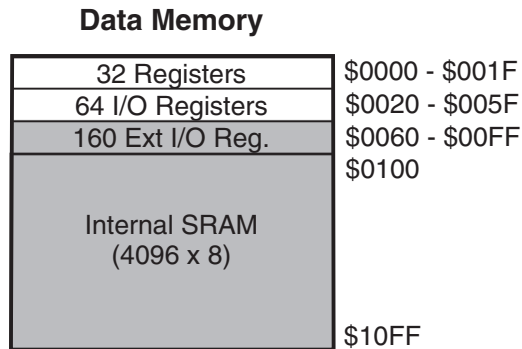 Data Memory
32 Registers $0000 - $001F
64 I/O Registers $0020 - $005F
160 Ext I/O Reg. $0060 - $00FF
$0100
Internal SRAM
(4096 x 8)
$10FF